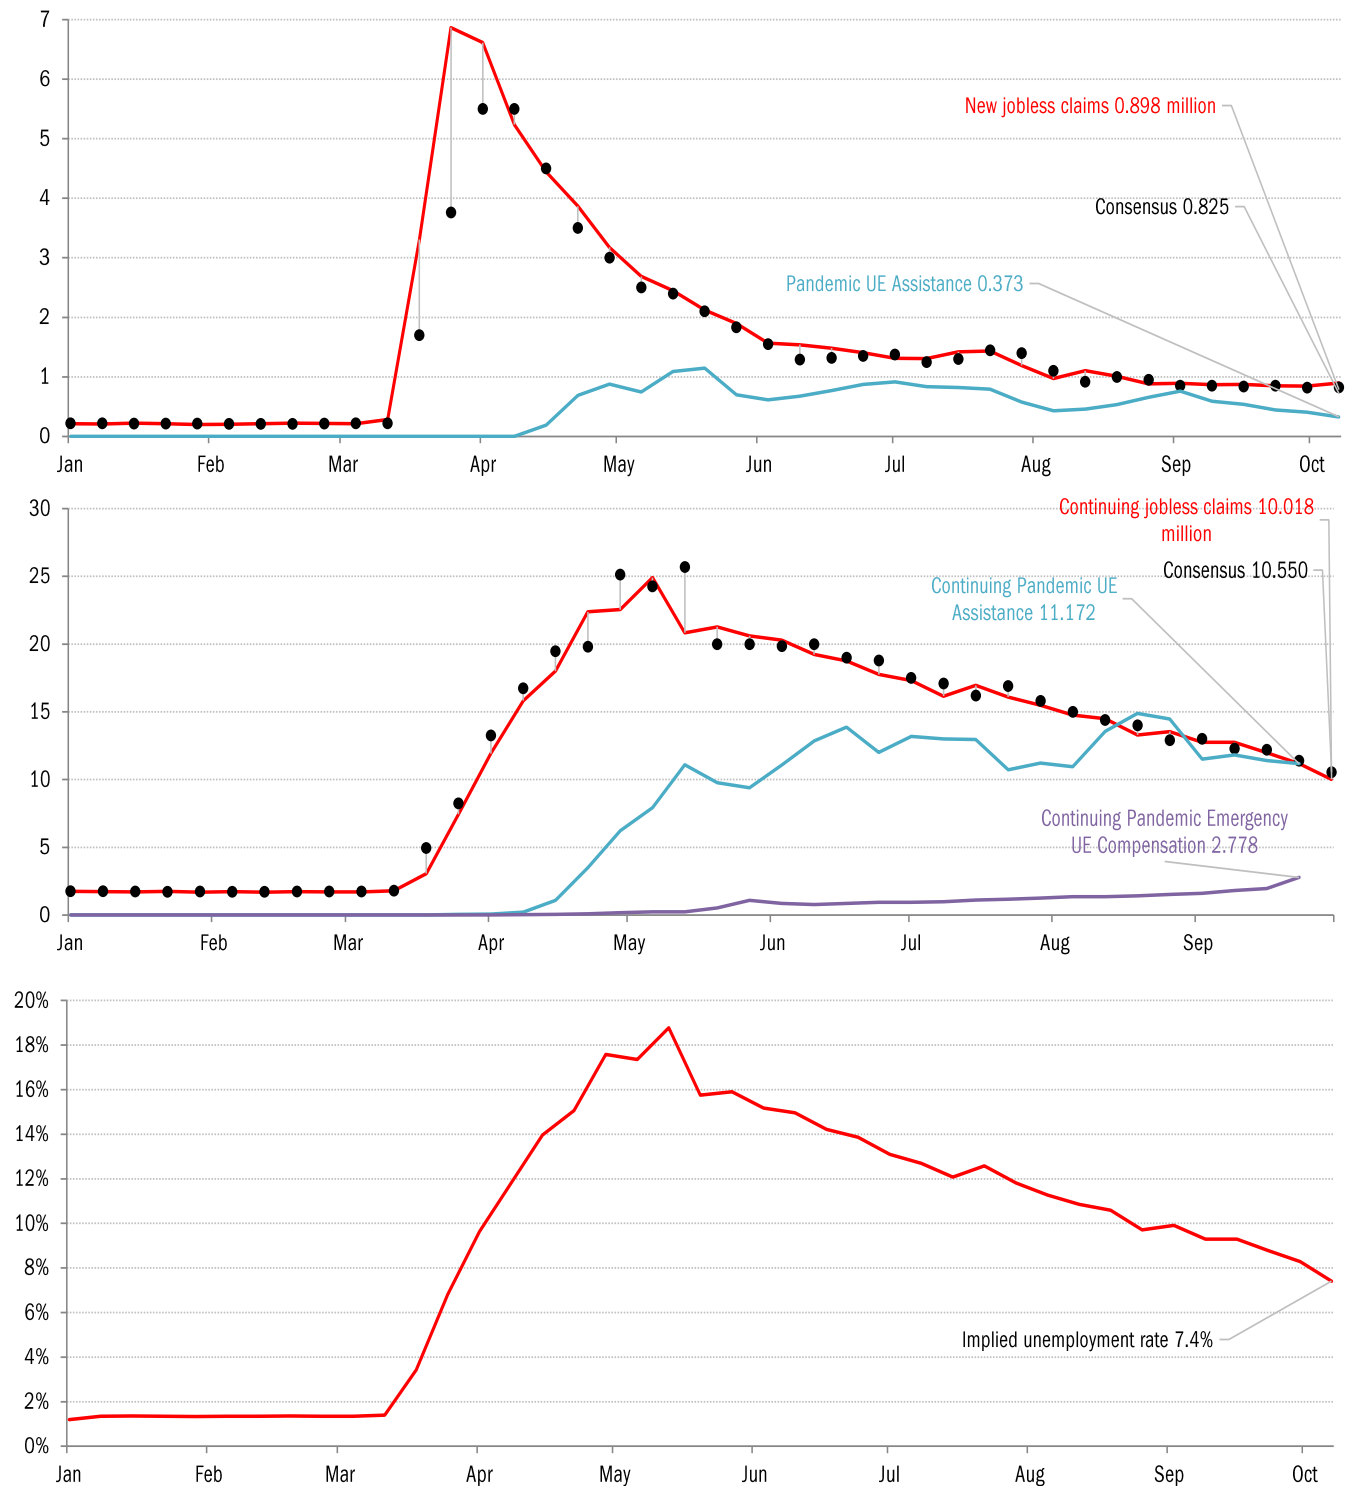 7
6
5
4
3
2
1
0
New jobless claims 0.898 million
Consensus 0.825
Pandemic UE Assistance 0.373
Jan Feb Mar Apr May Jun Jul Aug Sep Oct
30
25
20
15
10
5
0
Continuing jobless claims 10.018
million
Consensus 10.550
Continuing Pandemic UE
Assistance 11.172
Continuing Pandemic Emergency
UE Compensation 2.778
Jan Feb Mar Apr May Jun Jul Aug Sep
20%
18%
16%
14%
12%
10%
8%
6%
4%
2%
0%
Implied unemployment rate 7.4%
Jan Feb Mar Apr May Jun Jul Aug Sep Oct